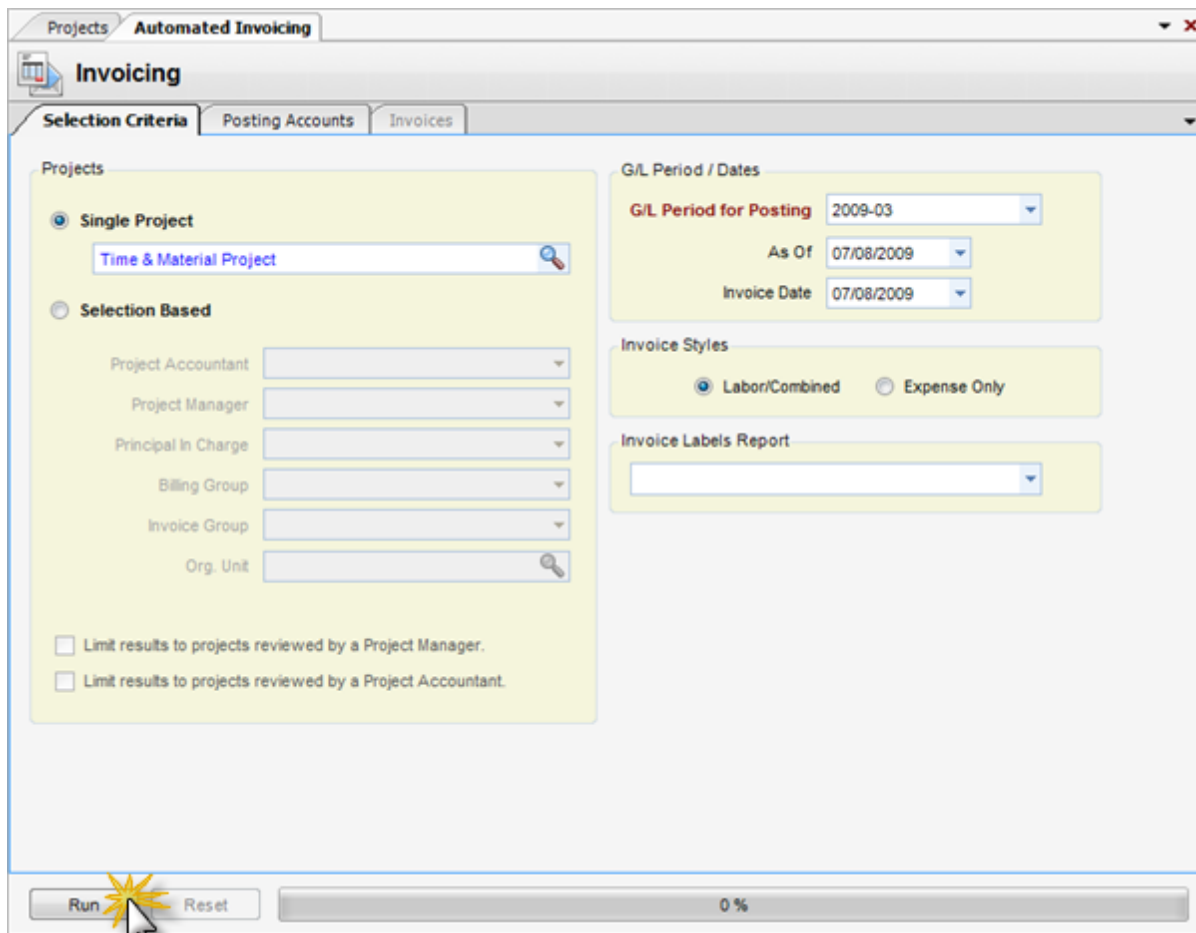 Projects Automated Invoicing
Invoicing
Selection Criteria Posting Accounts Invoices
Projects
Single Project
Time & Material Project
Selection Based
Project Accountant
Project Manager
Principal In Charge
Billing Group
Invoice Group
Org. Unit
Limit results to projects reviewed by a Project Manager.
Limit results to projects reviewed by a Project Accountant.
G/L Period / Dates
G/L Period for Posting 2009-03
As Of 07/08/2009
Invoice Date 07/08/2009
Invoice Styles
Labor/Combined Expense Only
Invoice Labels Report
Run Reset 0 %